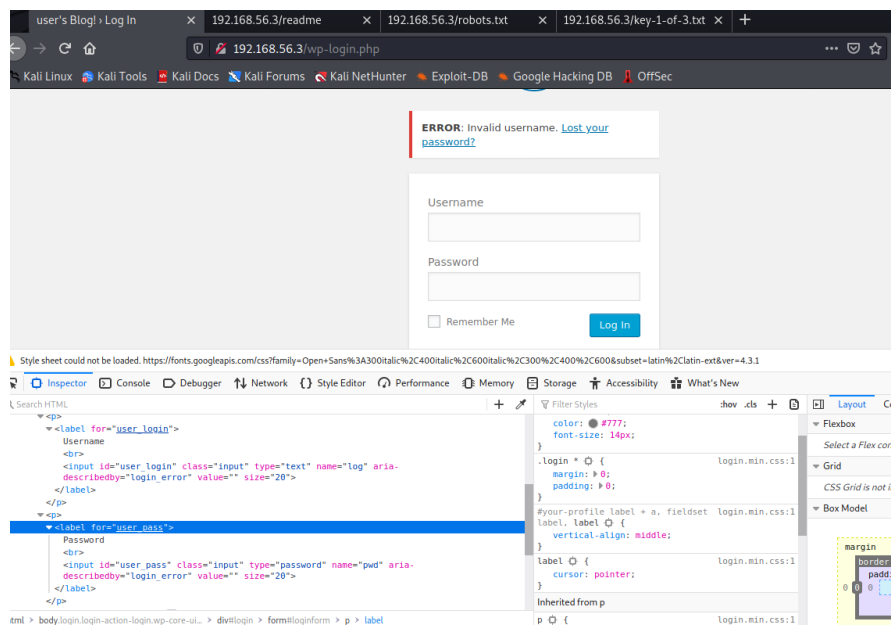 user's Blog! › Log In
192.168.56.3/readme
192.168.56.3/robots.txt
192.168.56.3/key-1-of-3.txt
192.168.56.3/wp-login.php
Kali Linux Kali Tools Kali Docs Kali Forums Kali NetHunter Exploit-DB Google Hacking DB OffSec
ERROR: Invalid username. Lost your
password?
Username
Password
Remember Me
Log In
Style sheet could not be loaded. https://fonts.googleapis.com/css?family=Open+Sans%3A300italic%2C400italic%2C600italic%2C300%2C400%2C600&subset=latin%2Clatin-ext&ver=4.3.1
Inspector Console Debugger Network {} Style Editor Performance Memory Storage Accessibility What's New
Search HTML
<p>
<label for="user_login">
Username
<br>
<input id="user_login" class="input" type="text" name="log" aria-
describedby="login_error" value="" size="20">
</label>
</p>
<p>
<label for="user_pass">
Password
<br>
<input id="user_pass" class="input" type="password" name="pwd" aria-
describedby="login_error" value="" size="20">
</label>
</p>
html > body.login.login-action-login.wp-core-ui… > div#login > form#loginform > p > label
Filter Styles :hov .cls +
color: #777;
font-size: 14px;
}
.login * { login.min.css:1
margin: 0;
padding: 0;
}
#your-profile label + a, fieldset login.min.css:1
label, label {
vertical-align: middle;
}
label { login.min.css:1
cursor: pointer;
}
Inherited from p
p { login.min.css:1
Layout
Flexbox
Select a Flex
Grid
CSS Grid is not
Box Model
margin
border
0 0 0